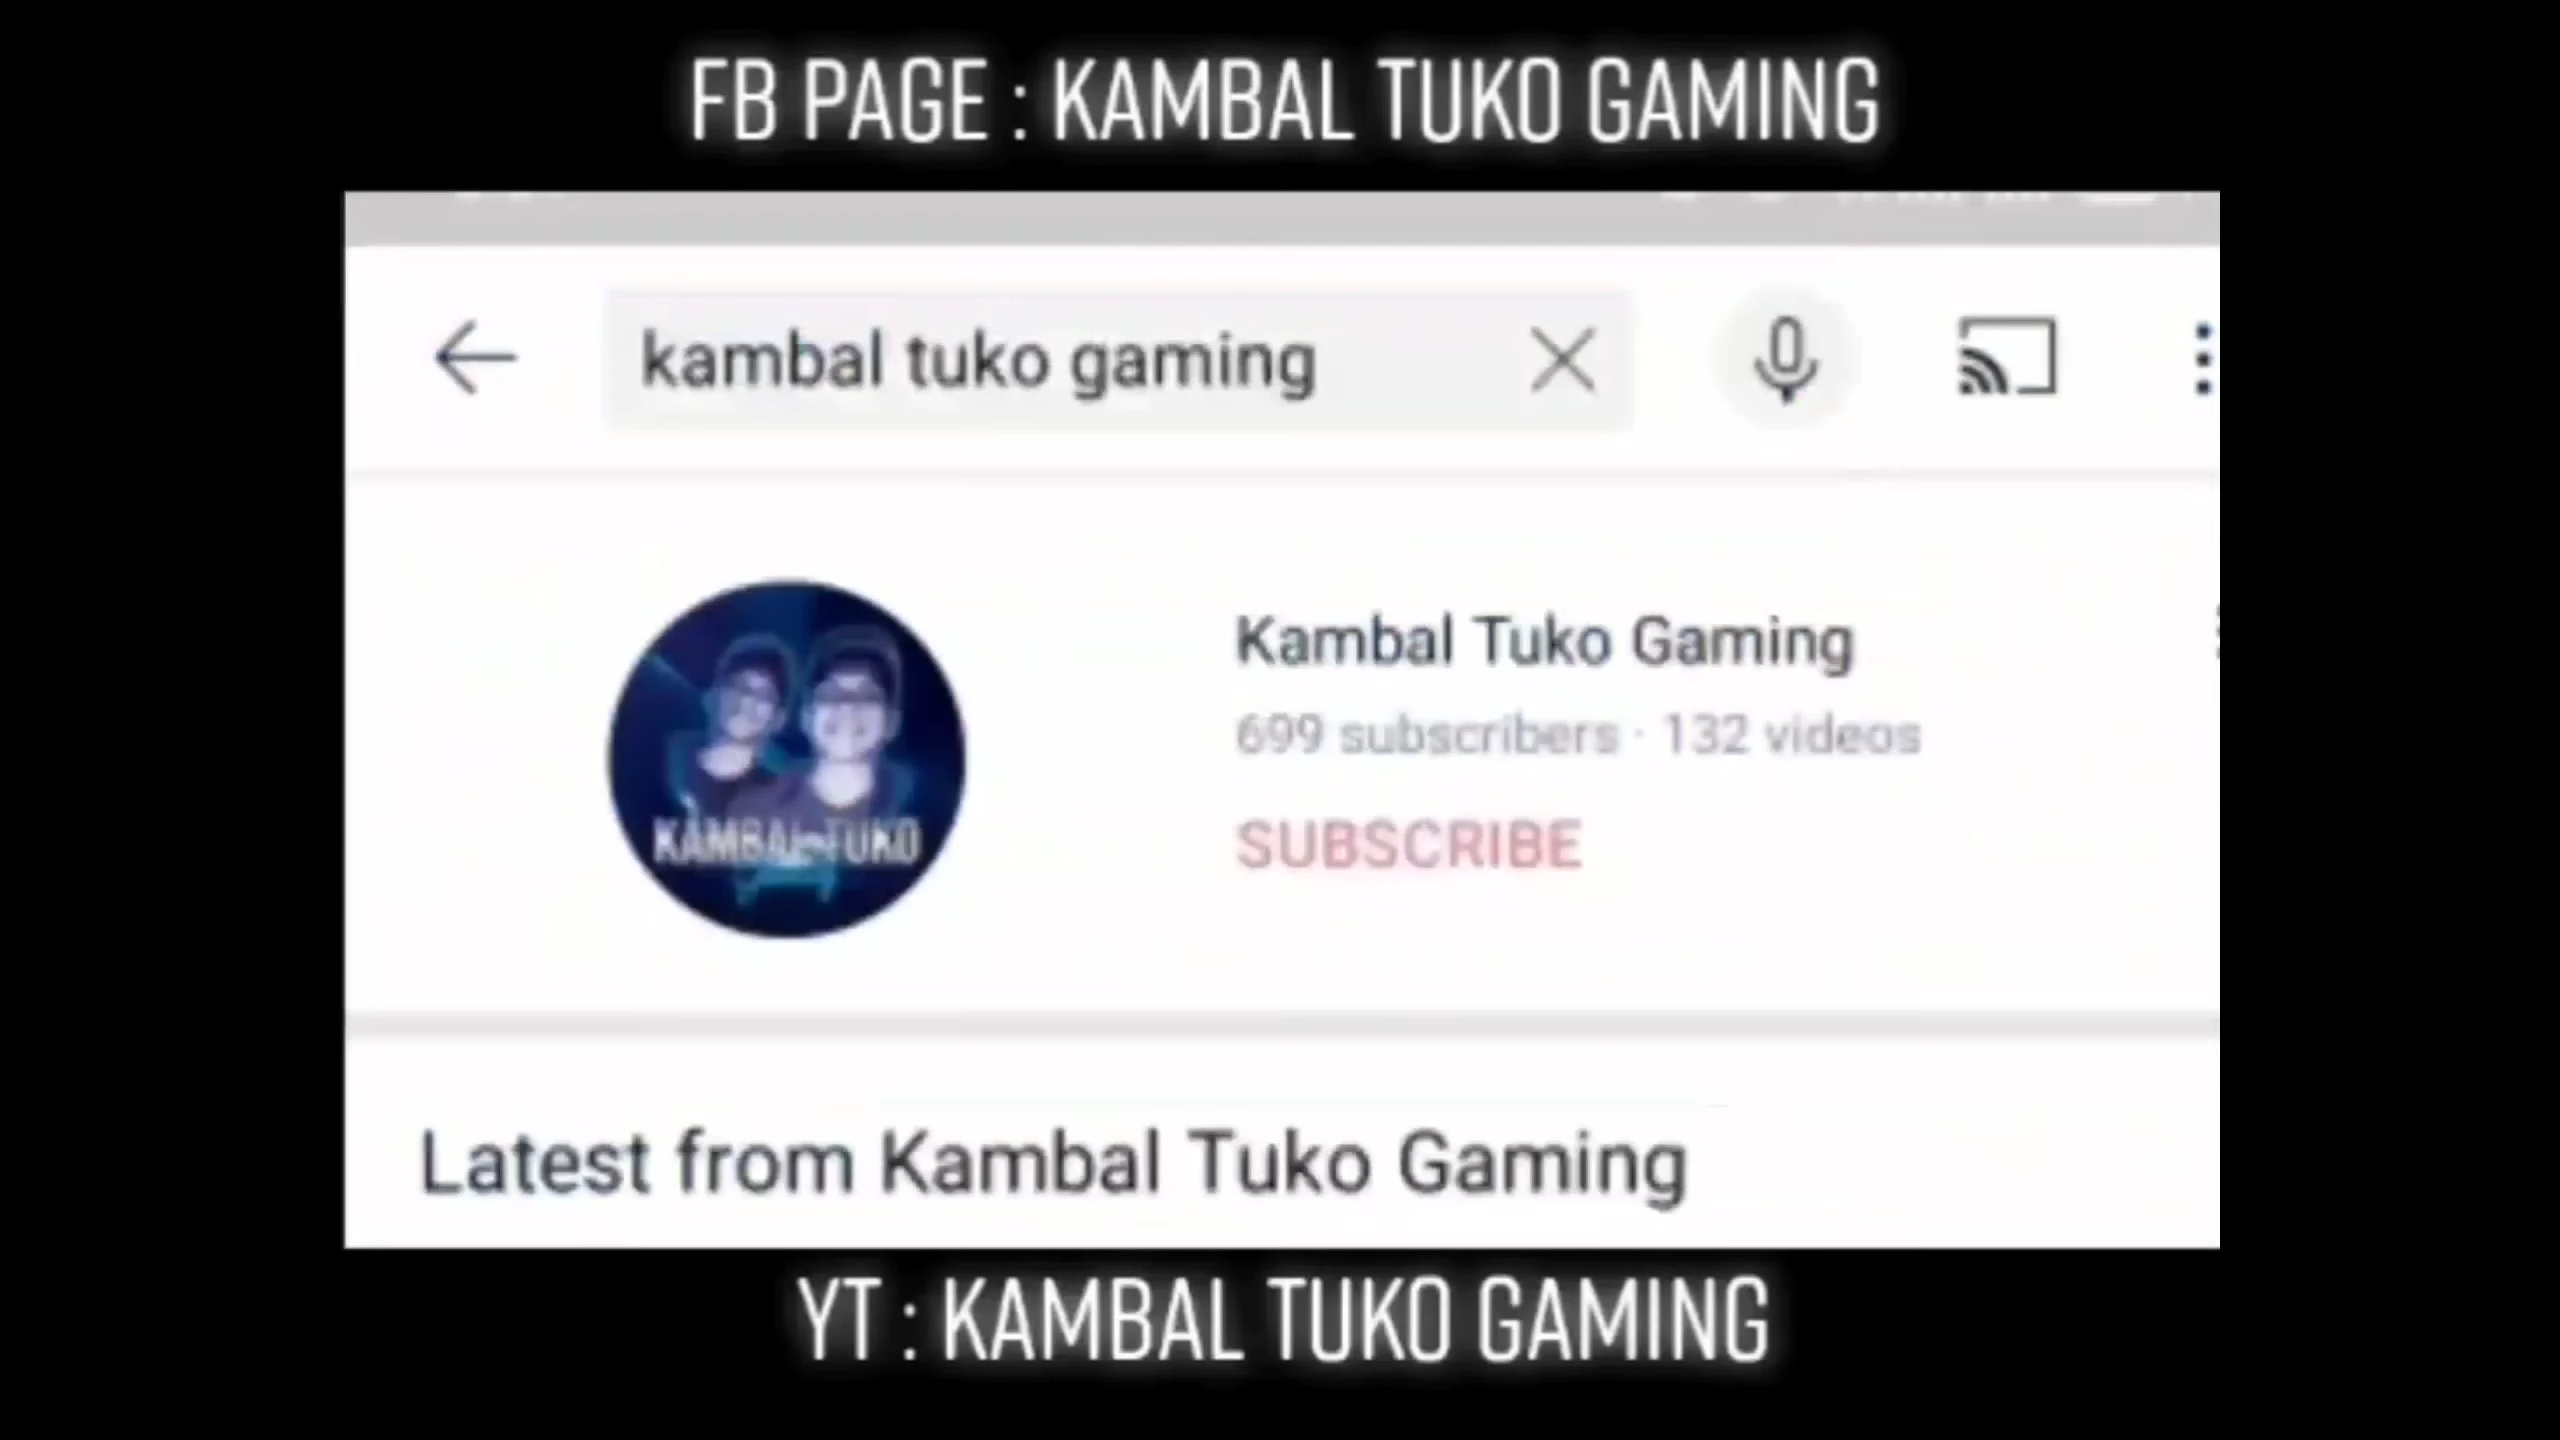 FB PAGE : KAMBAL TUKO GAMING
kambal tuko gaming
Kambal Tuko Gaming
699 subscribers · 132 videos
KAMBAL TUKO
SUBSCRIBE
Latest from Kambal Tuko Gaming
YT : KAMBAL TUKO GAMING